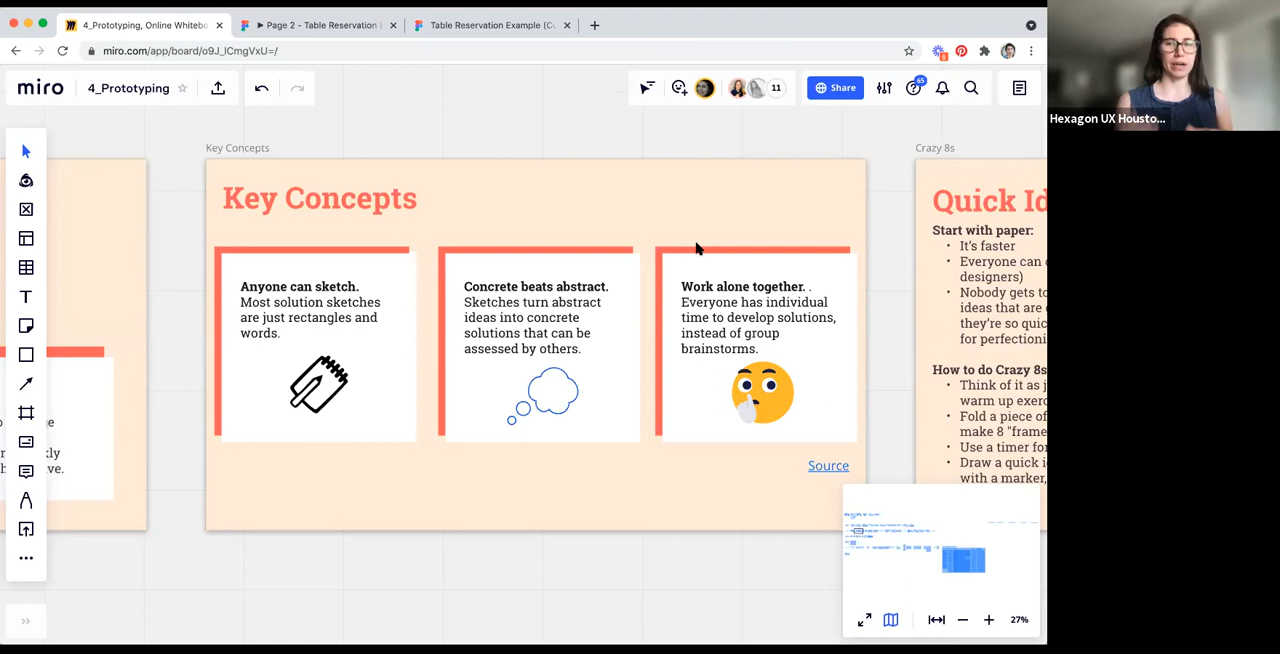 4_Prototyping, Online Whitebo
▶ Page 2 - Table Reservation
Table Reservation Example (Co
miro.com/app/board/o9J_lCmgVxU=/
miro
4_Prototyping
11
Share
65
Hexagon UX Housto...
Key Concepts
Crazy 8s
Key Concepts
Anyone can sketch.
Most solution sketches
are just rectangles and
words.
Concrete beats abstract.
Sketches turn abstract
ideas into concrete
solutions that can be
assessed by others.
Work alone together. .
Everyone has individual
time to develop solutions,
instead of group
brainstorms.
Source
Quick Id
Start with paper:
• It's faster
• Everyone can
designers)
• Nobody gets to
ideas that are
they're so quic
for perfectioni
How to do Crazy 8s
• Think of it as j
warm up exerc
• Fold a piece of
make 8 "frame
• Use a timer for
• Draw a quick i
with a marker,
27%